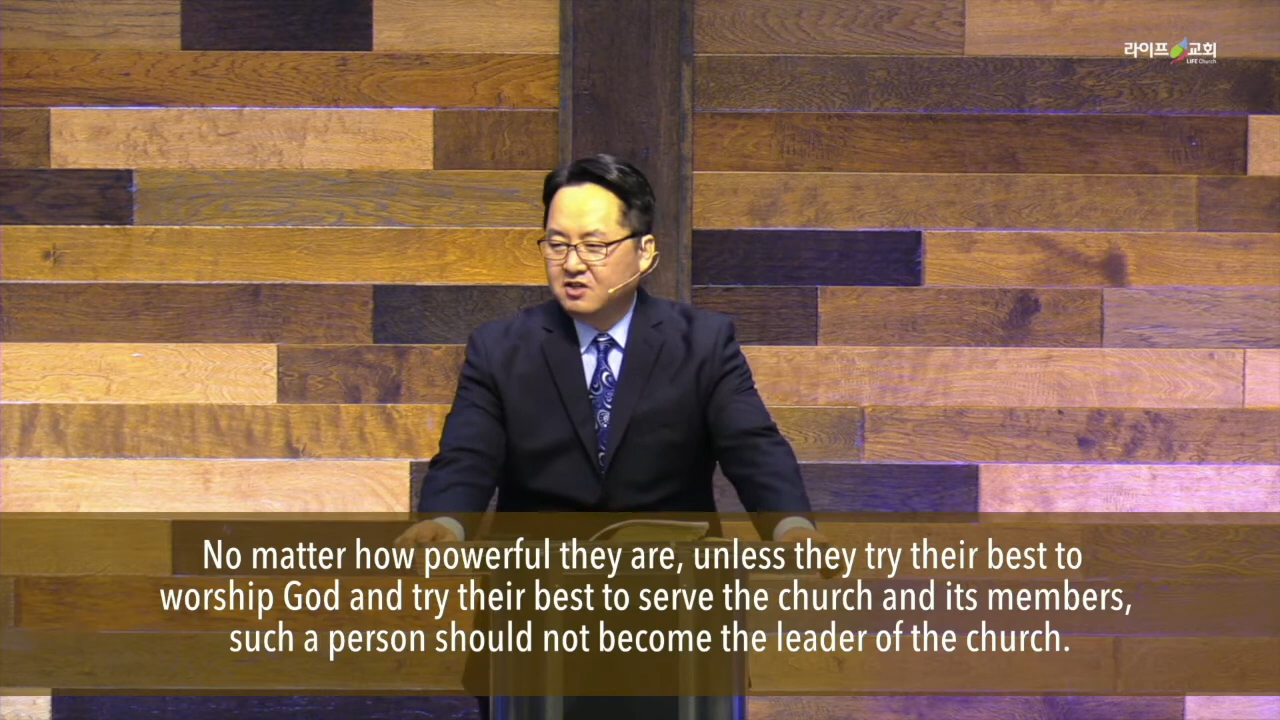 라이프 교회
LIFE Church
No matter how powerful they are, unless they try their best to
worship God and try their best to serve the church and its members,
such a person should not become the leader of the church.